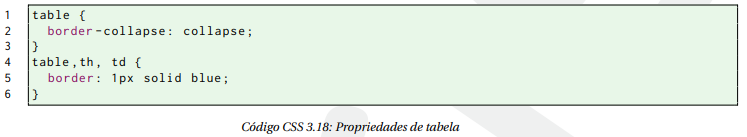 1 table {
2   border-collapse: collapse;
3 }
4 table,th, td {
5   border: 1px solid blue;
6 }
Código CSS 3.18: Propriedades de tabela